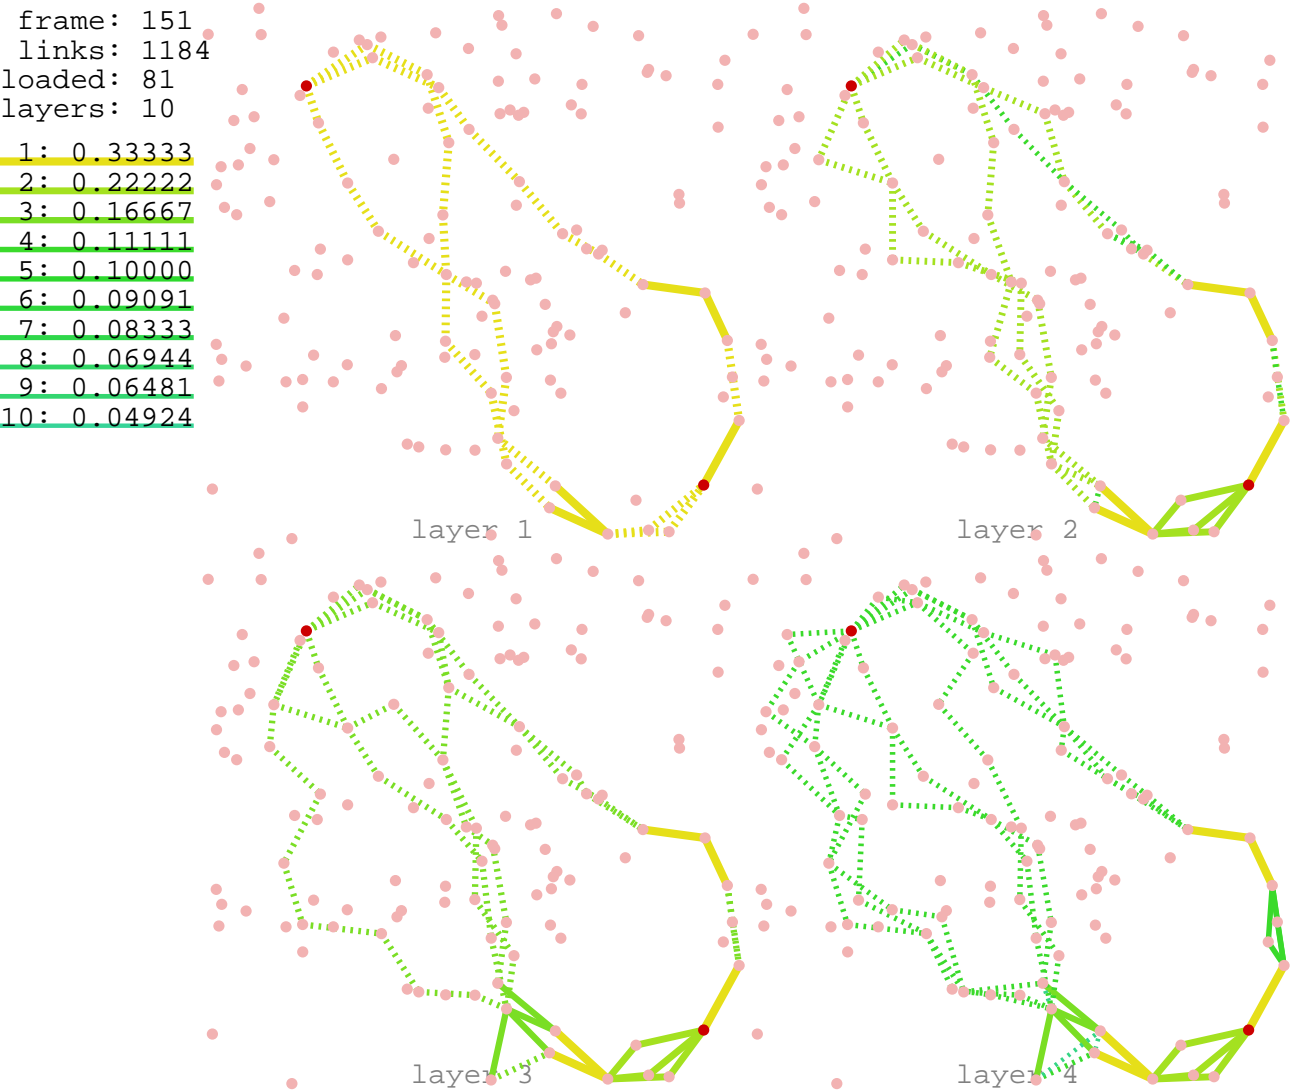 frame: 151
links: 1184
loaded: 81
layers: 10
1: 0.33333
2: 0.22222
3: 0.16667
4: 0.11111
5: 0.10000
6: 0.09091
7: 0.08333
8: 0.06944
9: 0.06481
10: 0.04924
layer 1
layer 2
layer 3
layer 4